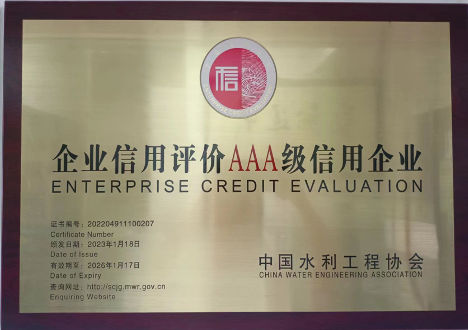 信
企业信用评价AAA级信用企业
ENTERPRISE CREDIT EVALUATION
证书编号：202204911100207
Certificate Number
颁发日期：2023年1月18日
Date of Issue
有效期至：2026年1月17日
Date of Expiry
查询网址：http://scjg.mwr.gov.cn
Enquiring Website
中国水利工程协会
CHINA WATER ENGINEERING ASSOCIATION